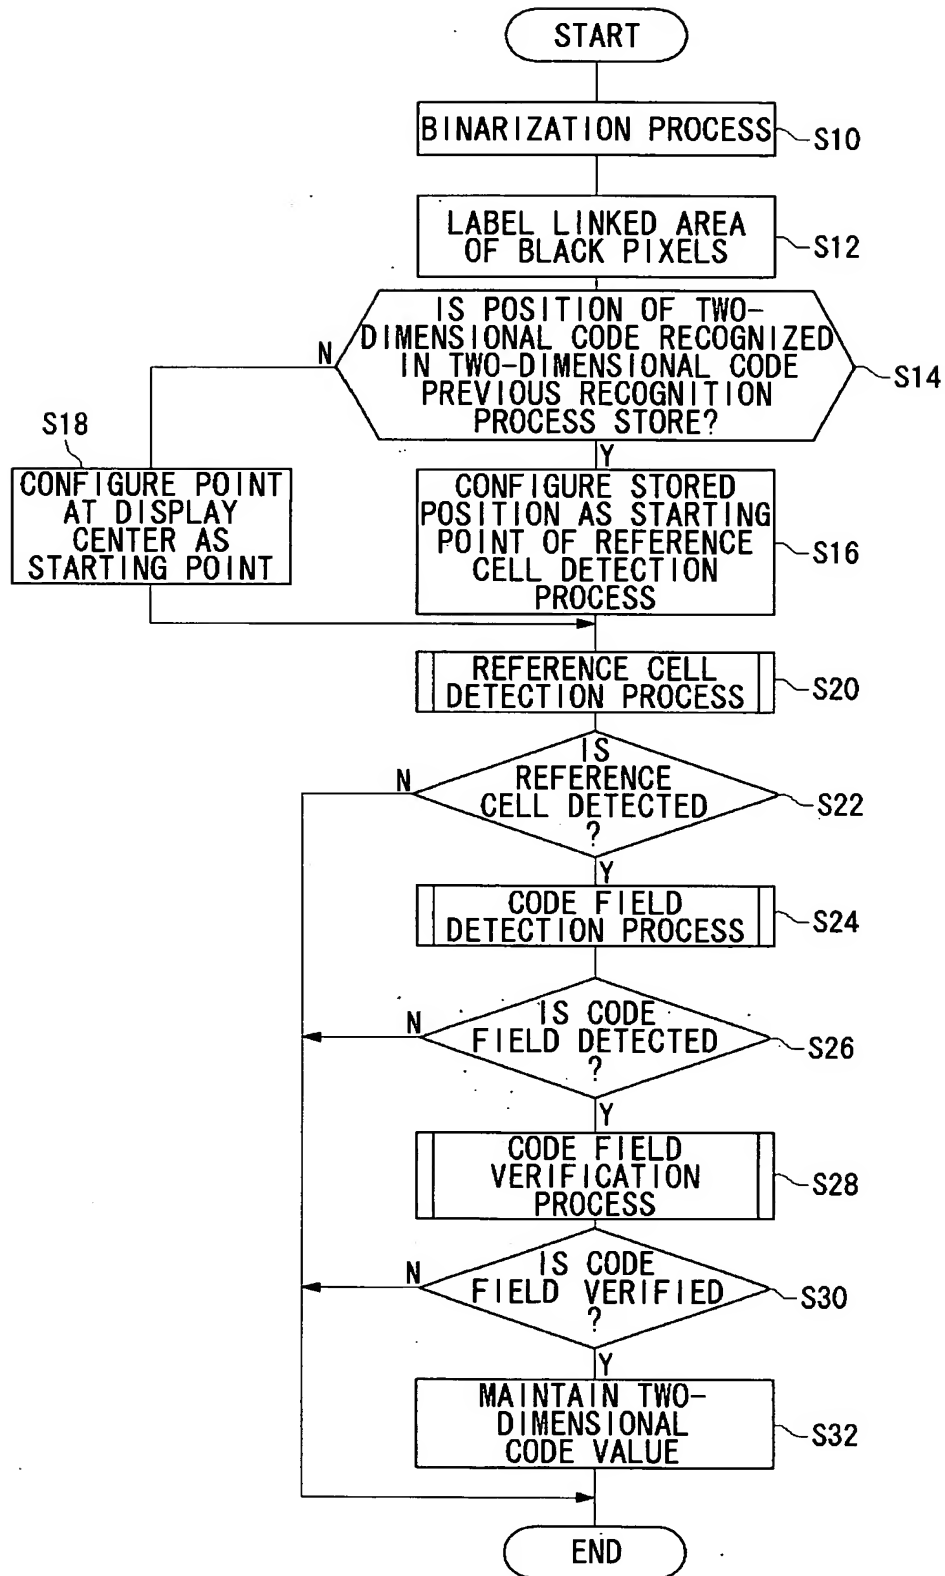 START
BINARIZATION PROCESS
S10
LABEL LINKED AREA
OF BLACK PIXELS
S12
IS POSITION OF TWO-
DIMENSIONAL CODE RECOGNIZED
IN TWO-DIMENSIONAL CODE
PREVIOUS RECOGNITION
PROCESS STORE?
S14
N
Y
S18
CONFIGURE POINT
AT DISPLAY
CENTER AS
STARTING POINT
CONFIGURE STORED
POSITION AS STARTING
POINT OF REFERENCE
CELL DETECTION
PROCESS
S16
REFERENCE CELL
DETECTION PROCESS
S20
IS
REFERENCE
CELL DETECTED
?
S22
N
Y
CODE FIELD
DETECTION PROCESS
S24
IS CODE
FIELD DETECTED
?
S26
N
Y
CODE FIELD
VERIFICATION
PROCESS
S28
IS CODE
FIELD VERIFIED
?
S30
N
Y
MAINTAIN TWO-
DIMENSIONAL
CODE VALUE
S32
END